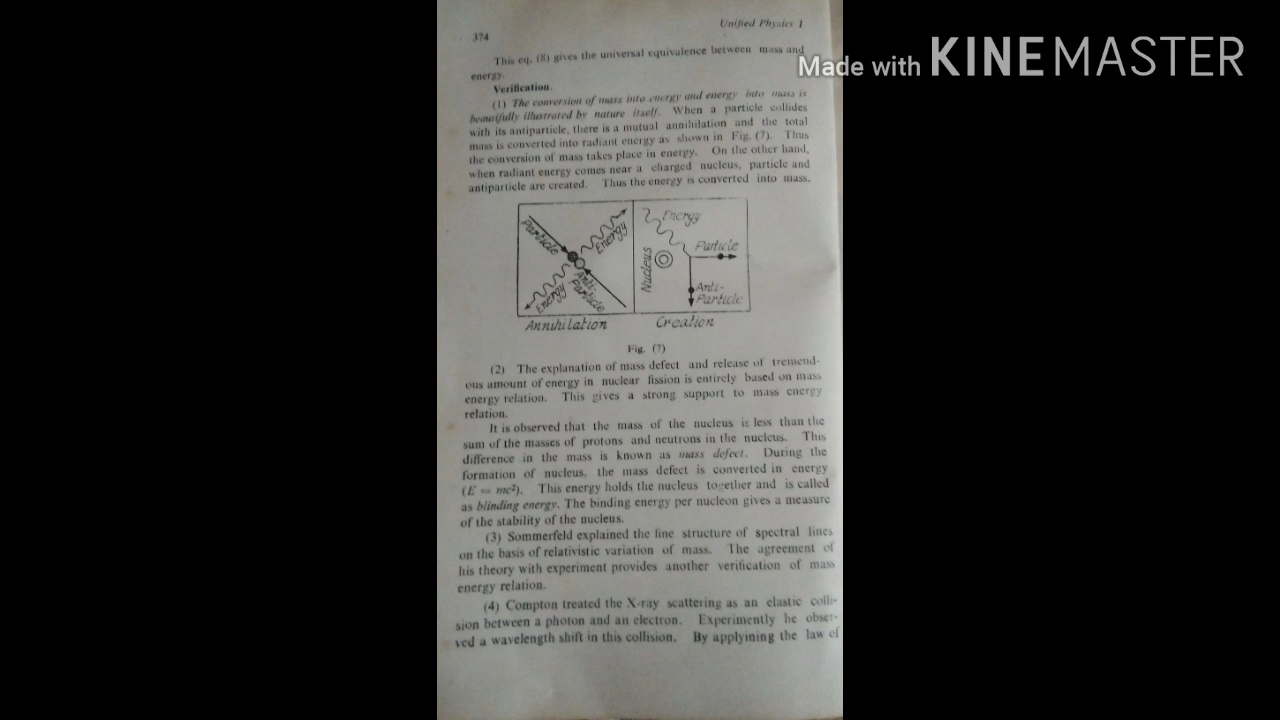 Made with KINEMASTER
374
Unified Physics I
This eq. (8) gives the universal equivalence between mass and
energy.
Verification.
(1) The conversion of mass into energy and energy into mass is
beautifully illustrated by nature itself. When a particle collides
with its antiparticle, there is a mutual annihilation and the total
mass is converted into radiant energy as shown in Fig. (7). Thus
the conversion of mass takes place in energy. On the other hand,
when radiant energy comes near a charged nucleus, particle and
antiparticle are created. Thus the energy is converted into mass.
Particle
Energy
Energy
Anti-
Particle
Annihilation
Energy
Nucleus
Particle
Anti-
Particle
Creation
Fig. (7)
(2) The explanation of mass defect and release of tremend-
ous amount of energy in nuclear fission is entirely based on mass
energy relation. This gives a strong support to mass energy
relation.
It is observed that the mass of the nucleus is less than the
sum of the masses of protons and neutrons in the nucleus. This
difference in the mass is known as mass defect. During the
formation of nucleus, the mass defect is converted in energy
(E = mc²). This energy holds the nucleus together and is called
as blinding energy. The binding energy per nucleon gives a measure
of the stability of the nucleus.
(3) Sommerfeld explained the fine structure of spectral lines
on the basis of relativistic variation of mass. The agreement of
his theory with experiment provides another verification of mass
energy relation.
(4) Compton treated the X-ray scattering as an elastic colli-
sion between a photon and an electron. Experimently he obser-
ved a wavelength shift in this collision. By applyining the law of